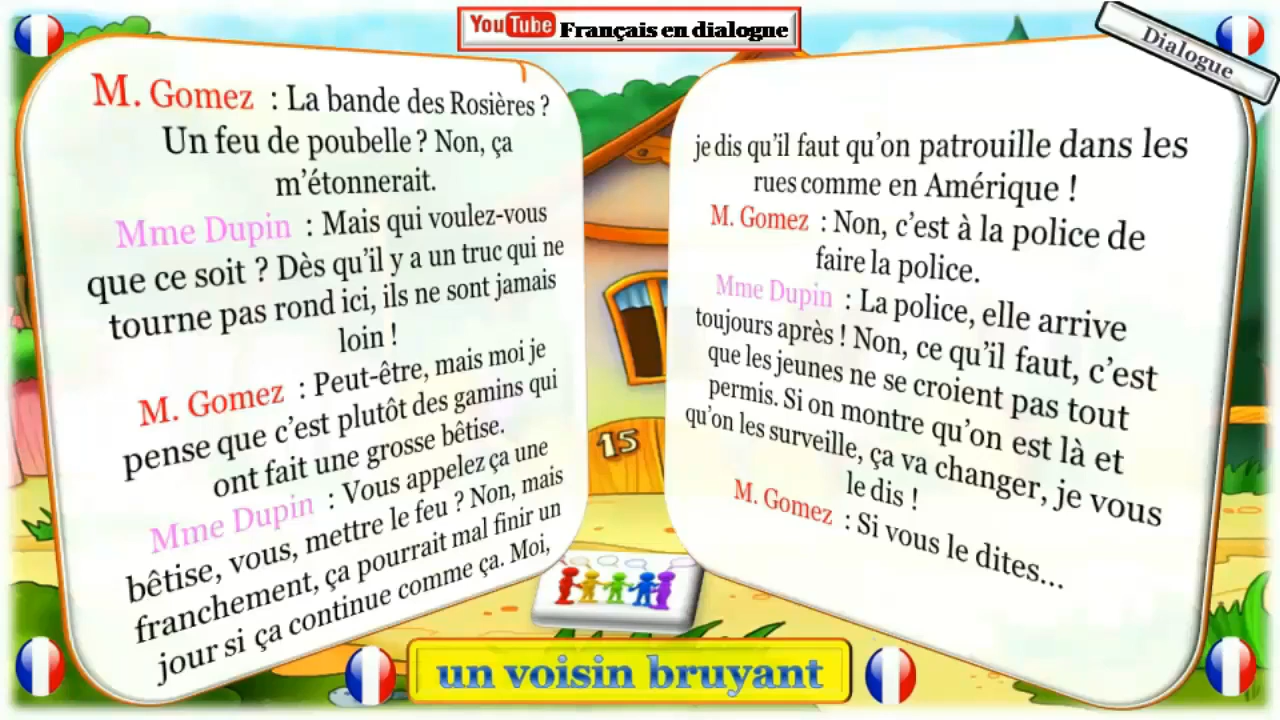 YouTube Français en dialogue
Dialogue
M. Gomez : La bande des Rosières ?
Un feu de poubelle ? Non, ça
m'étonnerait.
Mme Dupin : Mais qui voulez-vous
que ce soit ? Dès qu'il y a un truc qui ne
tourne pas rond ici, ils ne sont jamais
loin !
M. Gomez : Peut-être, mais moi je
pense que c'est plutôt des gamins qui
ont fait une grosse bêtise.
Mme Dupin : Vous appelez ça une
bêtise, vous, mettre le feu ? Non, mais
franchement, ça pourrait mal finir un
jour si ça continue comme ça. Moi,
je dis qu'il faut qu'on patrouille dans les
rues comme en Amérique !
M. Gomez : Non, c'est à la police de
faire la police.
Mme Dupin : La police, elle arrive
toujours après ! Non, ce qu'il faut, c'est
que les jeunes ne se croient pas tout
permis. Si on montre qu'on est là et
qu'on les surveille, ça va changer, je vous
le dis !
M. Gomez : Si vous le dites...
15
un voisin bruyant